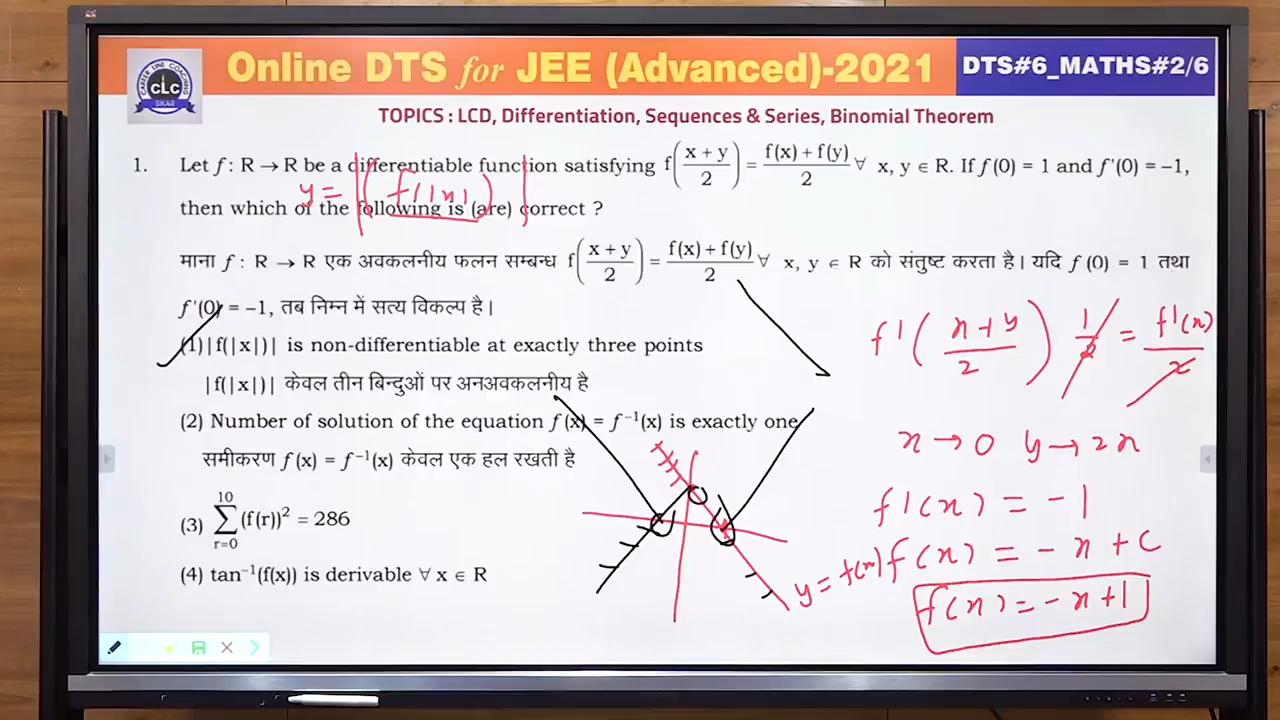 Online DTS for JEE (Advanced)-2021
DTS#6_MATHS#2/6
CAREER LINE COACHING
CLC
SIKAR
TOPICS : LCD, Differentiation, Sequences & Series, Binomial Theorem
1. Let f : R → R be a differentiable function satisfying f((x + y)/2) = (f(x) + f(y))/2 ∀ x, y ∈ R. If f(0) = 1 and f'(0) = –1,
y = |(f(|x|))|
then which of the following is (are) correct ?
माना f : R → R एक अवकलनीय फलन सम्बन्ध f((x + y)/2) = (f(x) + f(y))/2 ∀ x, y ∈ R को संतुष्ट करता है। यदि f (0) = 1 तथा
f'(0) = –1, तब निम्न में सत्य विकल्प है।
(1) |f(|x|)| is non-differentiable at exactly three points
|f(|x|)| केवल तीन बिन्दुओं पर अनअवकलनीय है
(2) Number of solution of the equation f(x) = f⁻¹(x) is exactly one
समीकरण f(x) = f⁻¹(x) केवल एक हल रखती है
(3) ∑_{r=0}^{10} (f(r))² = 286
(4) tan⁻¹(f(x)) is derivable ∀ x ∈ R
f'((x + y)/2) 1/2 = f'(x)/2
x → 0 y → 2x
f'(x) = -1
f(x) = -x + c
y = f(x)
f(x) = -x + 1